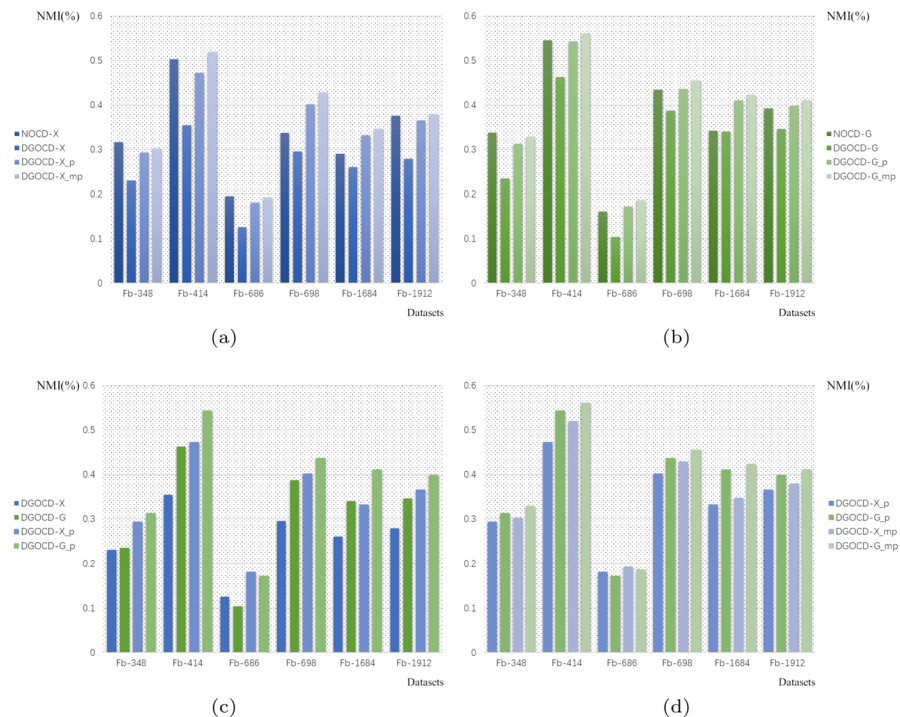 NMI(%)
0.6
0.5
0.4
0.3
0.2
0.1
0
NOCD-X
DGOCD-X
DGOCD-X_p
DGOCD-X_mp
Fb-348 Fb-414 Fb-686 Fb-698 Fb-1684 Fb-1912
Datasets
(a)
NMI(%)
0.6
0.5
0.4
0.3
0.2
0.1
0
NOCD-G
DGOCD-G
DGOCD-G_p
DGOCD-G_mp
Fb-348 Fb-414 Fb-686 Fb-698 Fb-1684 Fb-1912
Datasets
(b)
NMI(%)
0.6
0.5
0.4
0.3
0.2
0.1
0
DGOCD-X
DGOCD-G
DGOCD-X_p
DGOCD-G_p
Fb-348 Fb-414 Fb-686 Fb-698 Fb-1684 Fb-1912
Datasets
(c)
NMI(%)
0.6
0.5
0.4
0.3
0.2
0.1
0
DGOCD-X_p
DGOCD-G_p
DGOCD-X_mp
DGOCD-G_mp
Fb-348 Fb-414 Fb-686 Fb-698 Fb-1684 Fb-1912
Datasets
(d)